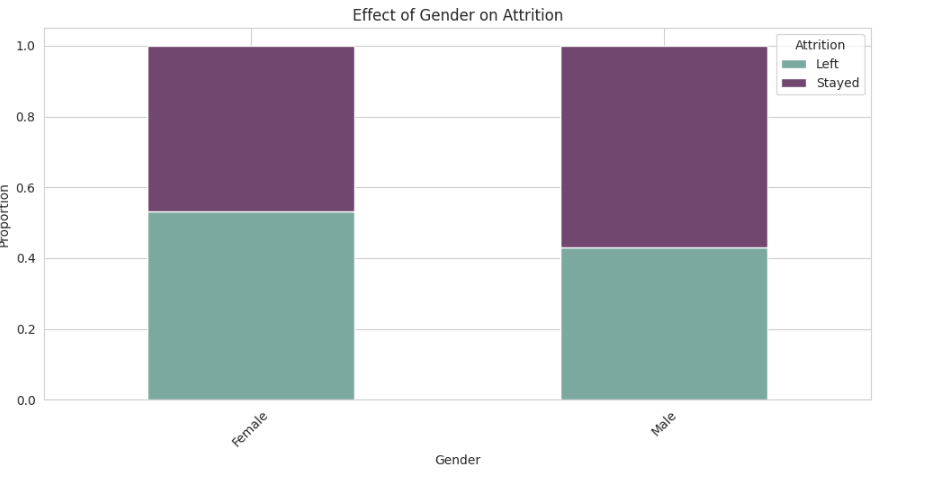 Effect of Gender on Attrition
Attrition
Left
Stayed
1.0
0.8
0.6
0.4
0.2
0.0
Proportion
Female
Male
Gender